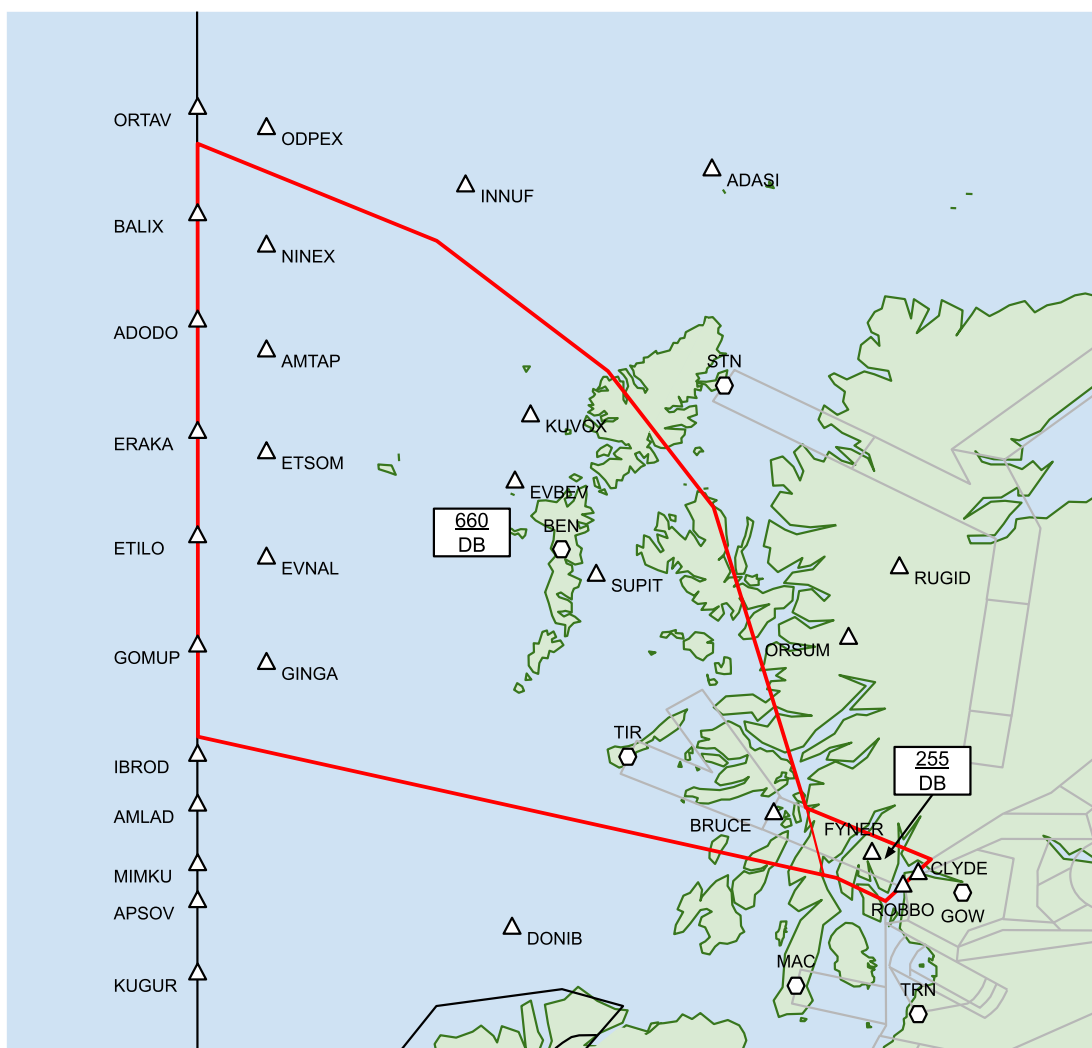 ORTAV
ODPEX
ADASI
INNUF
BALIX
NINEX
ADODO
AMTAP
STN
KUVOX
ERAKA
ETSOM
EVBEV
660
DB
BEN
ETILO
EVNAL
SUPIT
RUGID
ORSUM
GOMUP
GINGA
TIR
IBROD
255
DB
AMLAD
BRUCE
FYNER
CLYDE
MIMKU
APSOV
ROBBO
GOW
DONIB
MAC
KUGUR
TRN